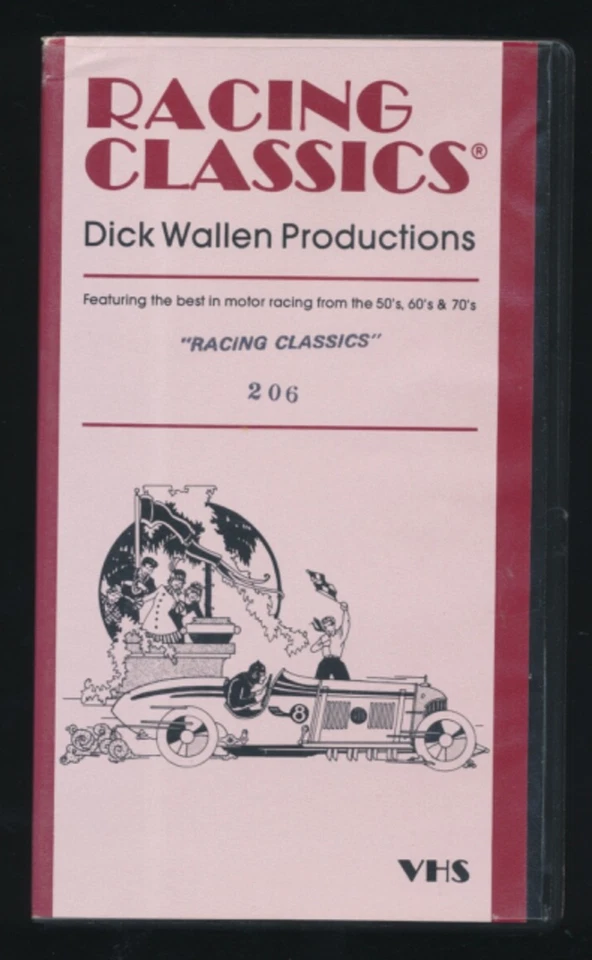 RACING
CLASSICS®
Dick Wallen Productions
Featuring the best in motor racing from the 50's, 60's & 70's
"RACING CLASSICS"
206
8
VHS